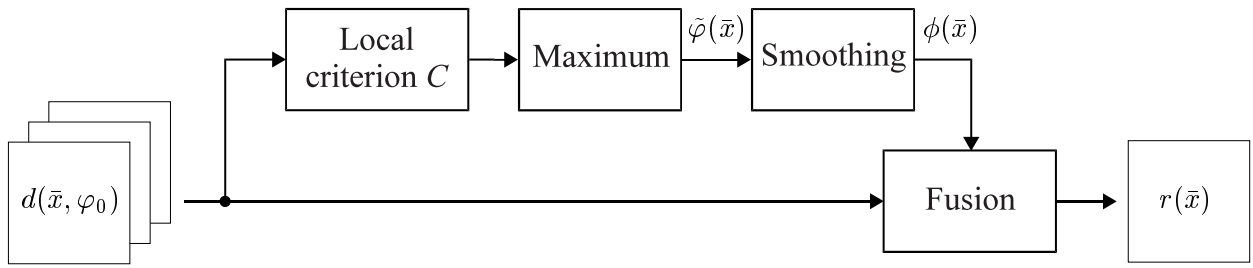 Local
criterion C
Maximum
φ̃(x̄)
Smoothing
ϕ(x̄)
d(x̄, φ₀)
Fusion
r(x̄)